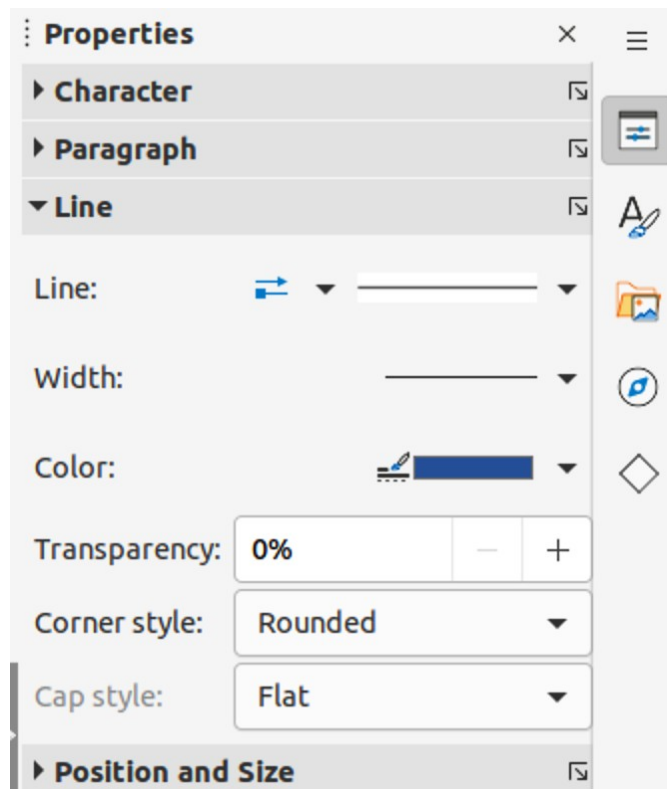 Properties
Character
Paragraph
Line
Line:
Width:
Color:
Transparency: 0%
Corner style: Rounded
Cap style: Flat
Position and Size